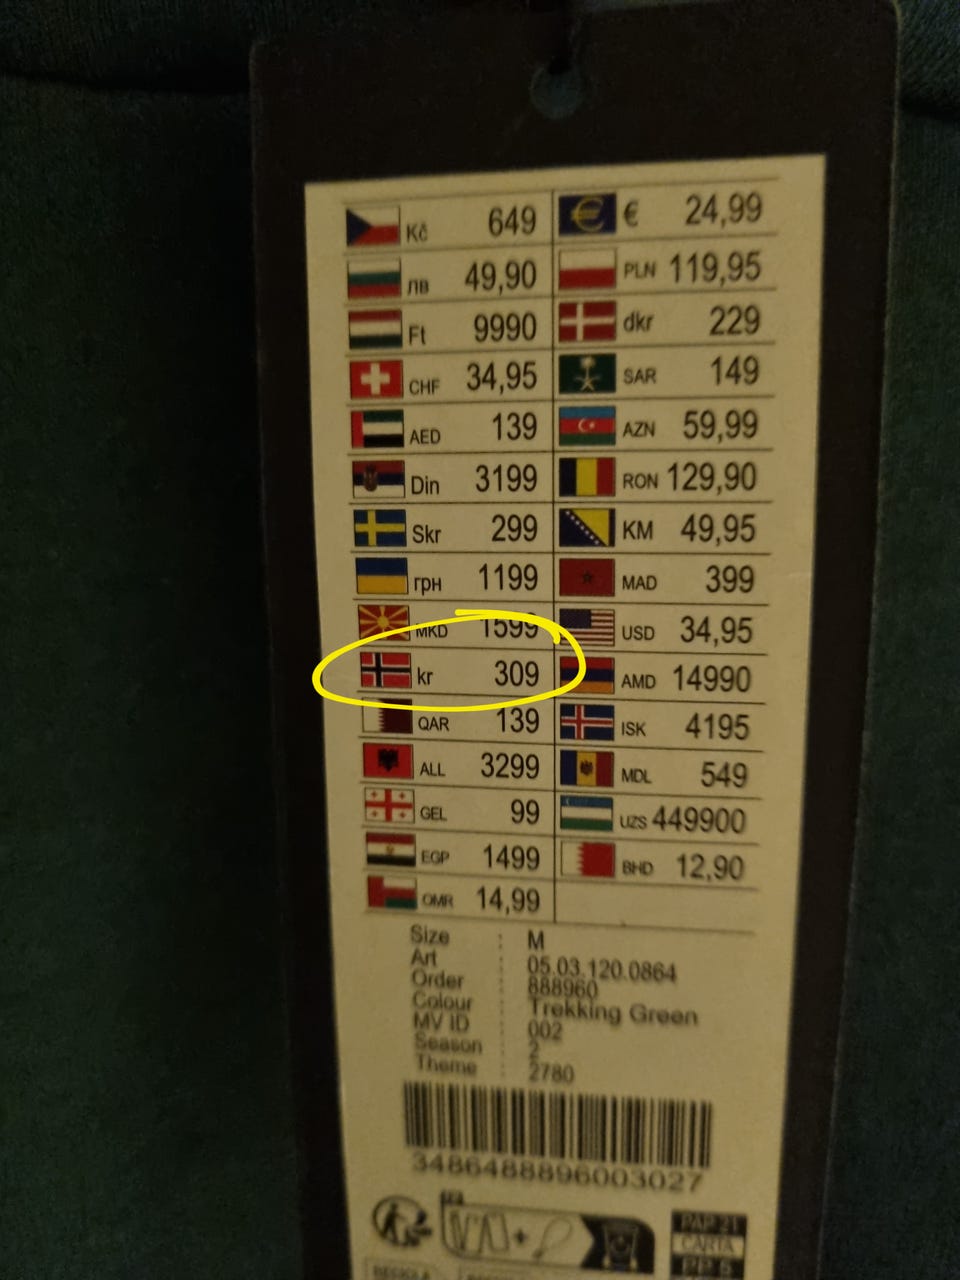 Kč 649 € 24,99
лв 49,90 PLN 119,95
Ft 9990 dkr 229
CHF 34,95 SAR 149
AED 139 AZN 59,99
Din 3199 RON 129,90
Skr 299 KM 49,95
грн 1199 MAD 399
MKD 1599 USD 34,95
kr 309 AMD 14990
QAR 139 ISK 4195
ALL 3299 MDL 549
GEL 99 UZS 449900
EGP 1499 BHD 12,90
OMR 14,99
Size : M
Art : 05.03.120.0864
Order : 888960
Colour : Trekking Green
MV ID : 002
Season : 2
Theme : 2780
3486488896003027
PAP 21
CARTA
PP 5